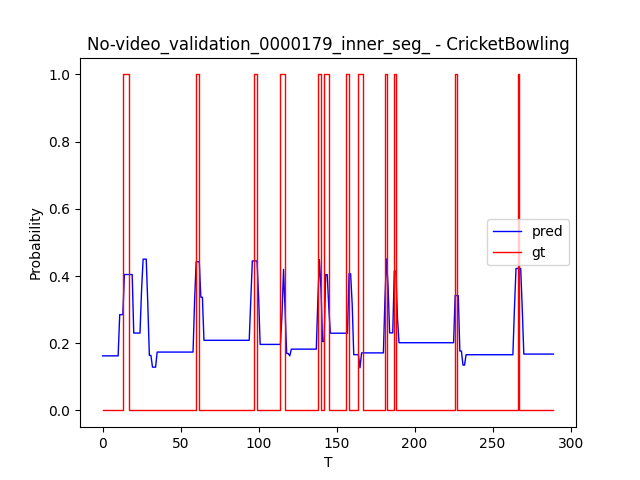 No-video_validation_0000179_inner_seg_ - CricketBowling
1.0
0.8
0.6
0.4
0.2
0.0
Probability
pred
gt
0 50 100 150 200 250 300
T